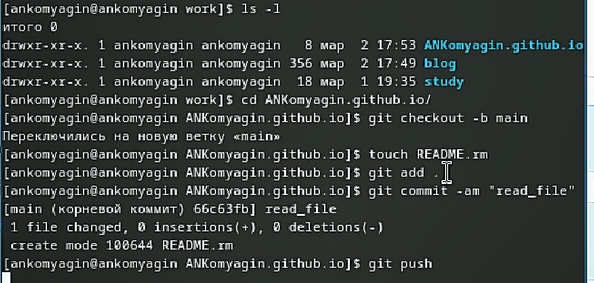 [ankomyagin@ankomyagin work]$ ls -l
итого 0
drwxr-xr-x. 1 ankomyagin ankomyagin   8 мар  2 17:53 ANKomyagin.github.io
drwxr-xr-x. 1 ankomyagin ankomyagin 356 мар  2 17:49 blog
drwxr-xr-x. 1 ankomyagin ankomyagin  18 мар  1 19:35 study
[ankomyagin@ankomyagin work]$ cd ANKomyagin.github.io/
[ankomyagin@ankomyagin ANKomyagin.github.io]$ git checkout -b main
Переключились на новую ветку «main»
[ankomyagin@ankomyagin ANKomyagin.github.io]$ touch README.rm
[ankomyagin@ankomyagin ANKomyagin.github.io]$ git add .
[ankomyagin@ankomyagin ANKomyagin.github.io]$ git commit -am "read_file"
[main (корневой коммит) 66c63fb] read_file
 1 file changed, 0 insertions(+), 0 deletions(-)
 create mode 100644 README.rm
[ankomyagin@ankomyagin ANKomyagin.github.io]$ git push